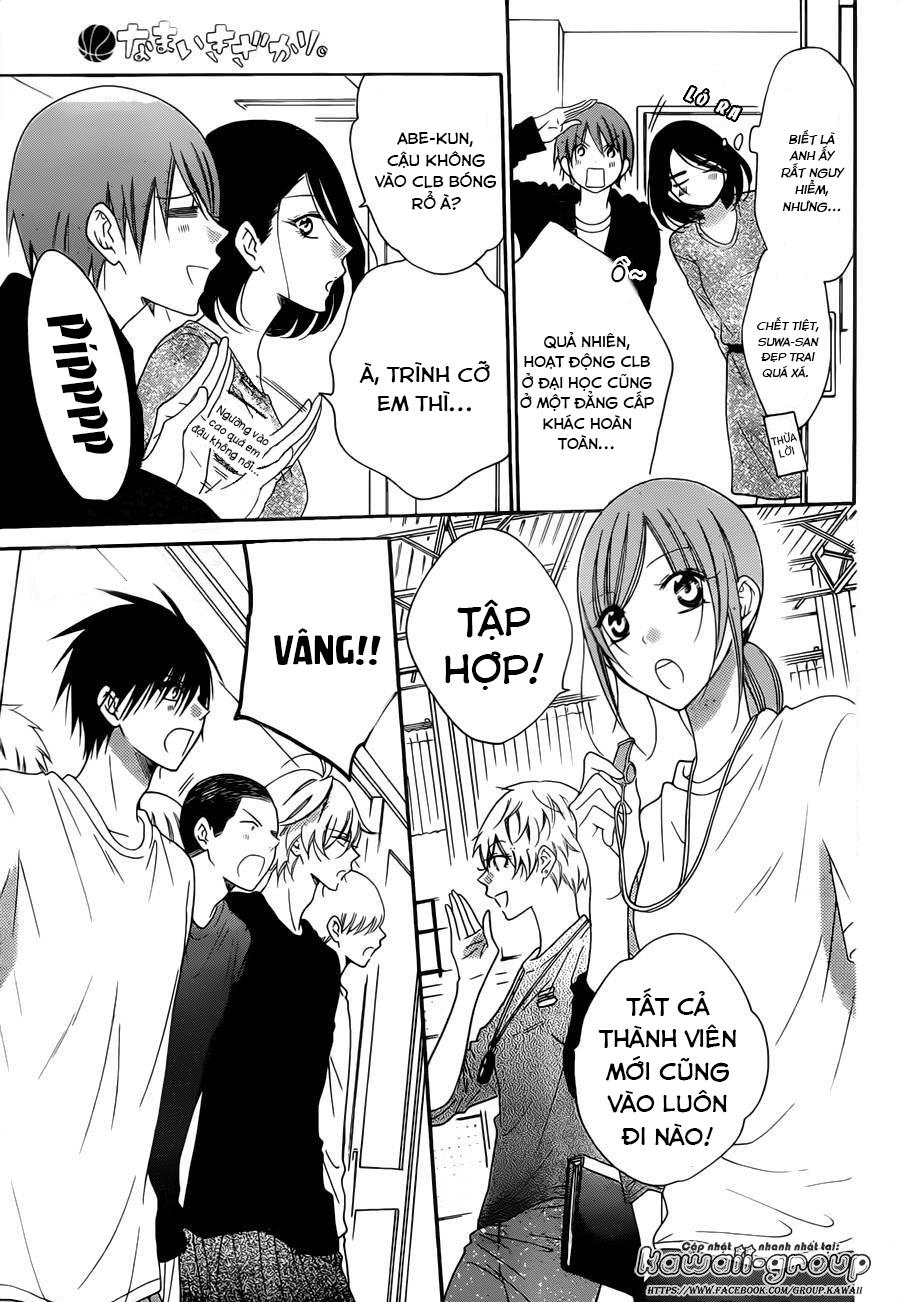 なまいきざかり。
LÓ RA
BIẾT LÀ
ANH ẤY
RẤT NGUY
HIỂM,
NHƯNG...
CHẾT TIỆT,
SUWA-SAN
ĐẸP TRAI
QUÁ XÁ.
THỪA
LỜI
Ồ~
QUẢ NHIÊN,
HOẠT ĐỘNG CLB
Ở ĐẠI HỌC CŨNG
Ở MỘT ĐẲNG CẤP
KHÁC HOÀN
TOÀN...
ABE-KUN,
CẬU KHÔNG
VÀO CLB BÓNG
RỔ À?
À, TRÌNH CỠ
EM THÌ...
Ngưỡng vào
cao quá em
đâu không nổi...
Pípppp
TẬP
HỢP!
VÂNG!!
TẤT CẢ
THÀNH VIÊN
MỚI CŨNG
VÀO LUÔN
ĐI NÀO!
Cập nhật nhanh nhất tại:
kawaii-group
HTTPS://WWW.FACEBOOK.COM/GROUP.KAWAII